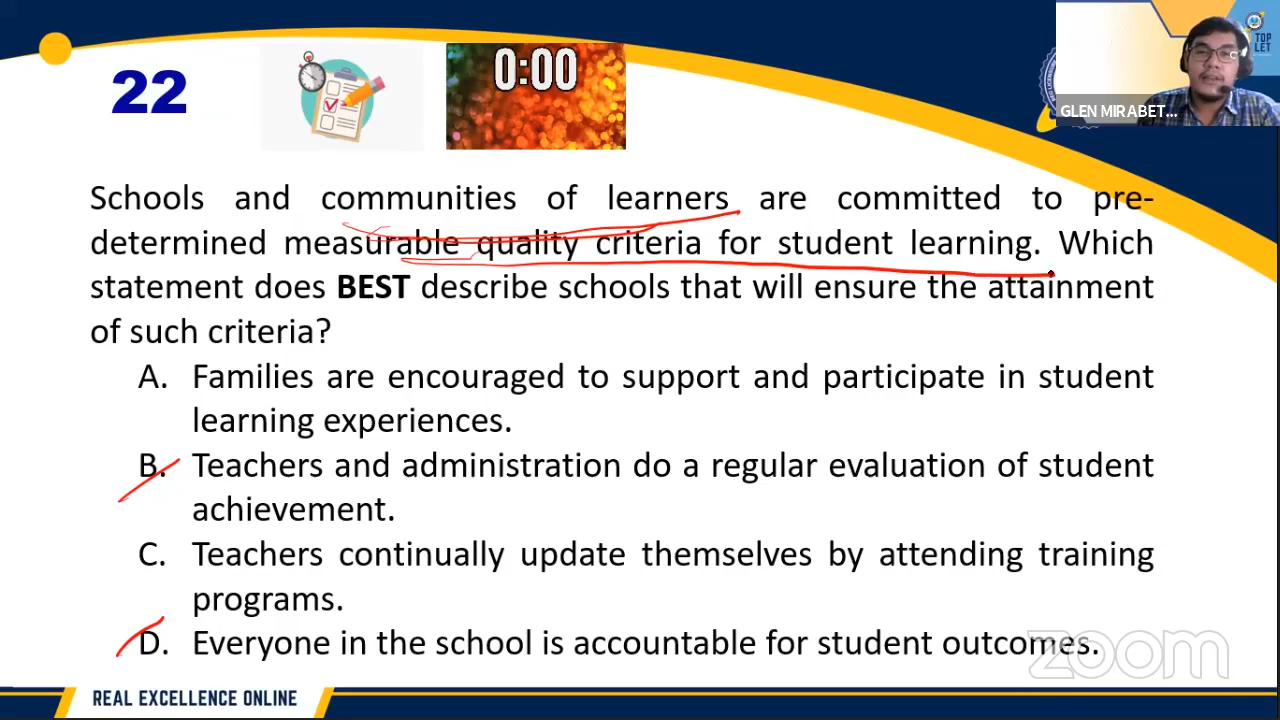 22
0:00
TOP
LET
GLEN MIRABET...
Schools and communities of learners are committed to pre-
determined measurable quality criteria for student learning. Which
statement does BEST describe schools that will ensure the attainment
of such criteria?
A. Families are encouraged to support and participate in student
learning experiences.
B. Teachers and administration do a regular evaluation of student
achievement.
C. Teachers continually update themselves by attending training
programs.
D. Everyone in the school is accountable for student outcomes.
zoom
REAL EXCELLENCE ONLINE